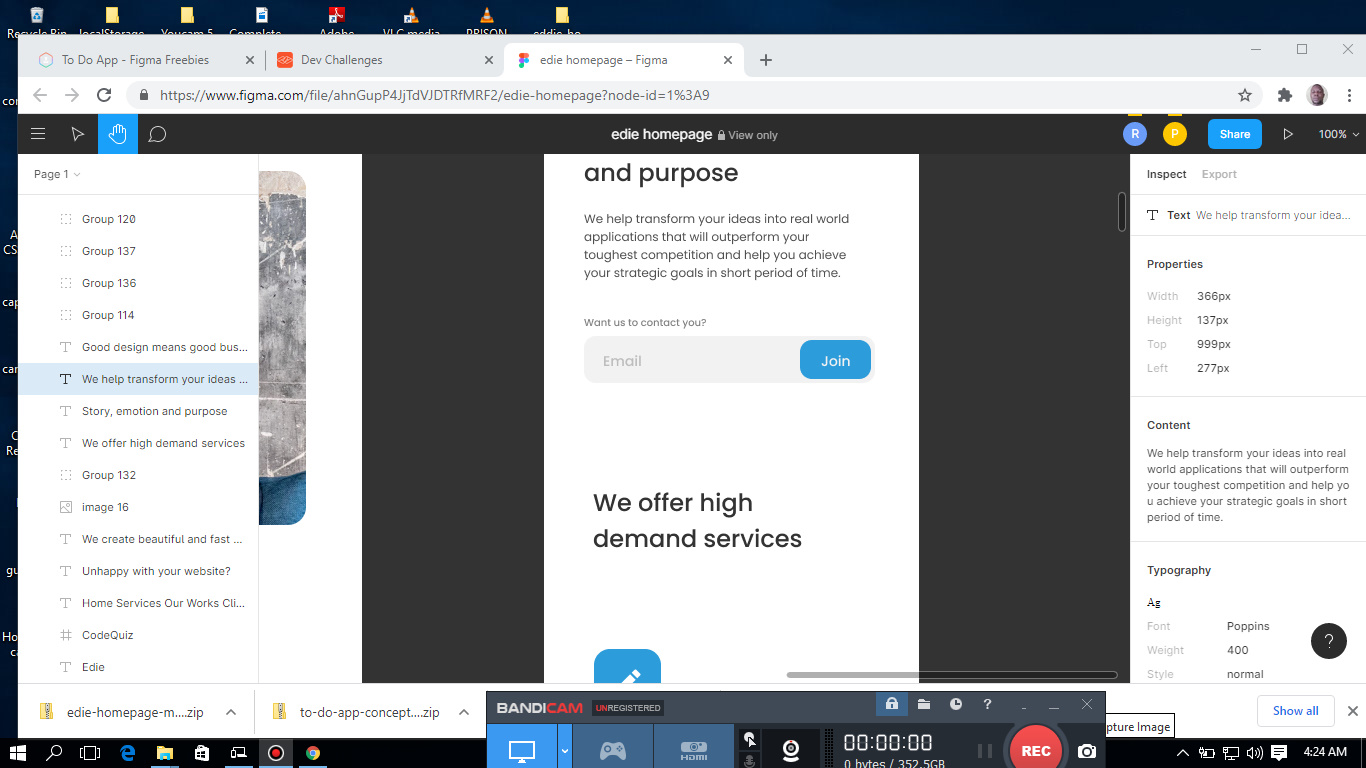 Recycle Bin
localStorage
Youcam 5
Complete
Adobe
VLC media
PRISON
eddie-ho
To Do App - Figma Freebies
Dev Challenges
edie homepage – Figma
https://www.figma.com/file/ahnGupP4JjTdVJDTRfMRF2/edie-homepage?node-id=1%3A9
edie homepage
View only
R
P
Share
100%
Page 1
Group 120
Group 137
Group 136
Group 114
Good design means good bus...
We help transform your ideas ...
Story, emotion and purpose
We offer high demand services
Group 132
image 16
We create beautiful and fast ...
Unhappy with your website?
Home Services Our Works Cli...
CodeQuiz
Edie
and purpose
We help transform your ideas into real world
applications that will outperform your
toughest competition and help you achieve
your strategic goals in short period of time.
Want us to contact you?
Email
Join
We offer high
demand services
Inspect
Export
Text We help transform your idea...
Properties
Width 366px
Height 137px
Top 999px
Left 277px
Content
We help transform your ideas into real
world applications that will outperform
your toughest competition and help yo
u achieve your strategic goals in short
period of time.
Typography
Ag
Font Poppins
Weight 400
Style normal
?
edie-homepage-m....zip
to-do-app-concept....zip
Show all
BANDICAM
UNREGISTERED
?
pture Image
HDMI
00:00:00
0 bytes / 352.5GB
REC
4:24 AM